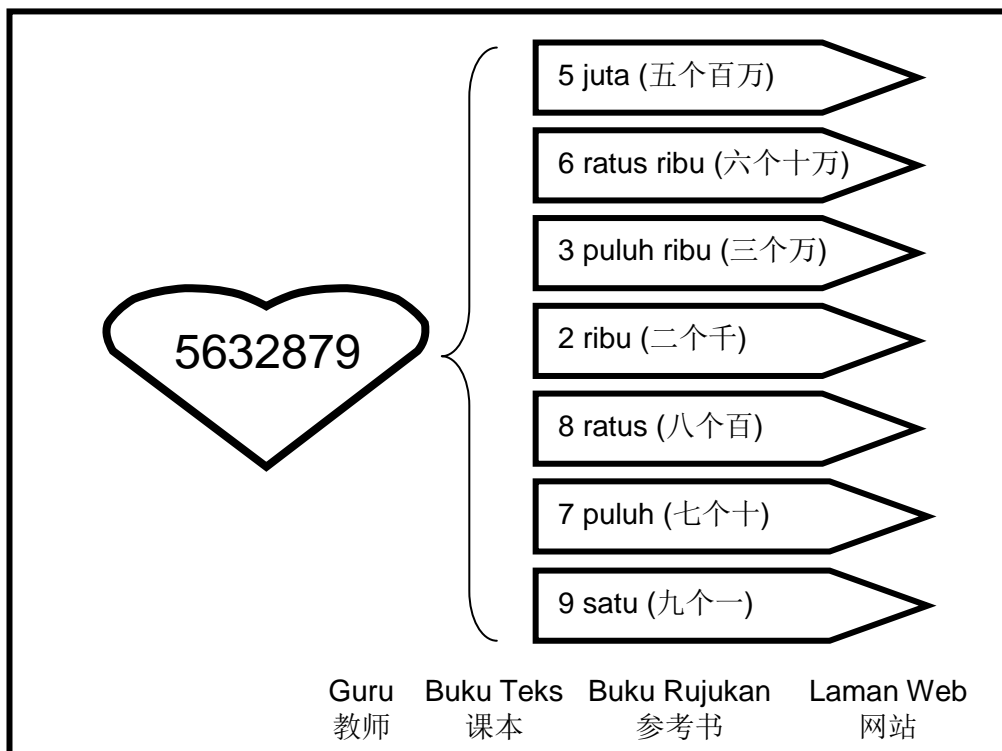 5 juta (五个百万)
6 ratus ribu (六个十万)
3 puluh ribu (三个万)
5632879
2 ribu (二个千)
8 ratus (八个百)
7 puluh (七个十)
9 satu (九个一)
Guru Buku Teks Buku Rujukan Laman Web
教师 课本 参考书 网站